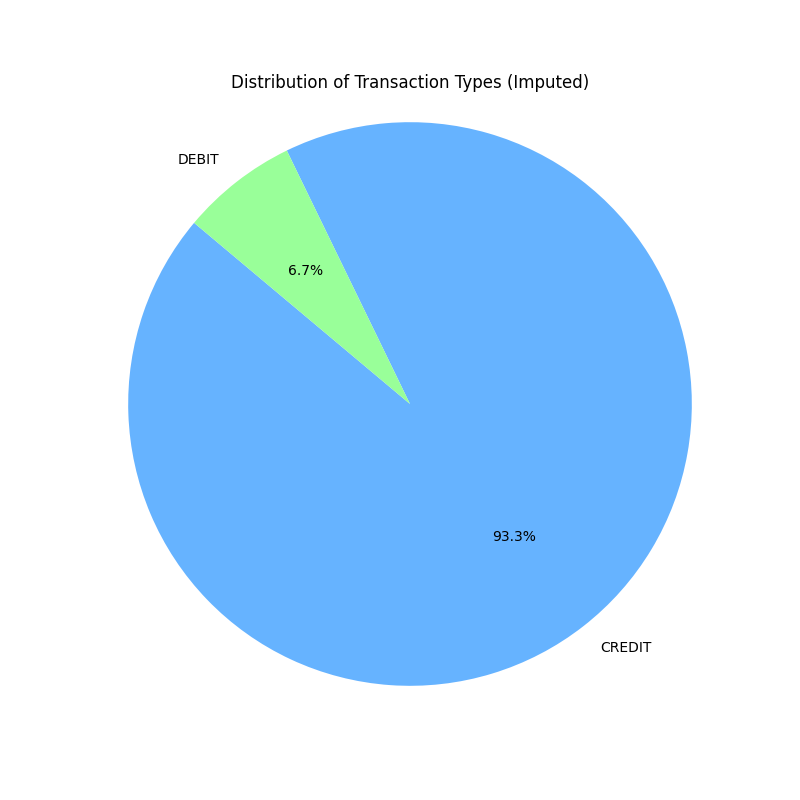 Distribution of Transaction Types (Imputed)
DEBIT
6.7%
93.3%
CREDIT